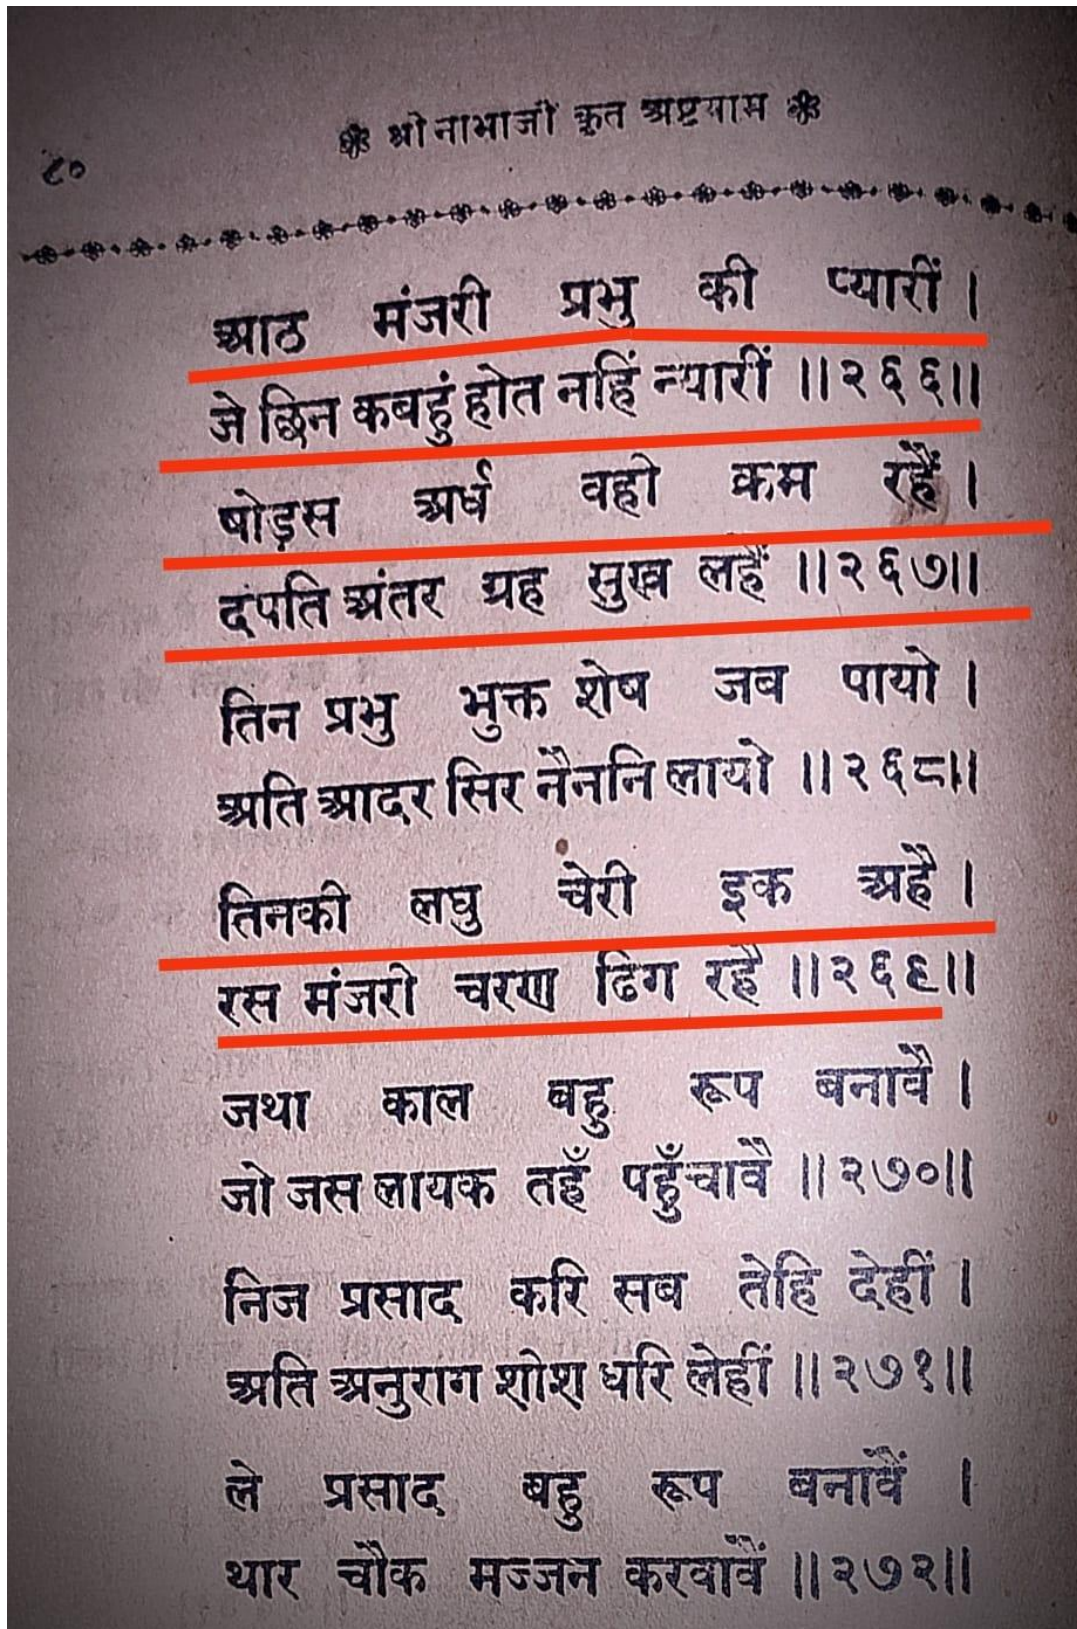 ८०
श्री नाभाजी कृत अष्टयाम
आठ मंजरी प्रभु की प्यारीं ।
जे छिन कबहुं होत नहिं न्यारीं ॥२६६॥
षोड़स अर्ध वहो क्रम रहैं ।
दंपति अंतर ग्रह सुख लहैं ॥२६७॥
तिन प्रभु भुक्त शेष जब पायो ।
अति आदर सिर नैननि लायो ॥२६८॥
तिनकी लघु चेरी इक अहै ।
रस मंजरी चरण ढिग रहै ॥२६९॥
जथा काल बहु रूप बनावै ।
जो जस लायक तहँ पहुँचावै ॥२७०॥
निज प्रसाद करि सब तेहि देहीं ।
अति अनुराग शोश धरि लेहीं ॥२७१॥
ले प्रसाद बहु रूप बनावैं ।
थार चौक मज्जन करवावैं ॥२७२॥